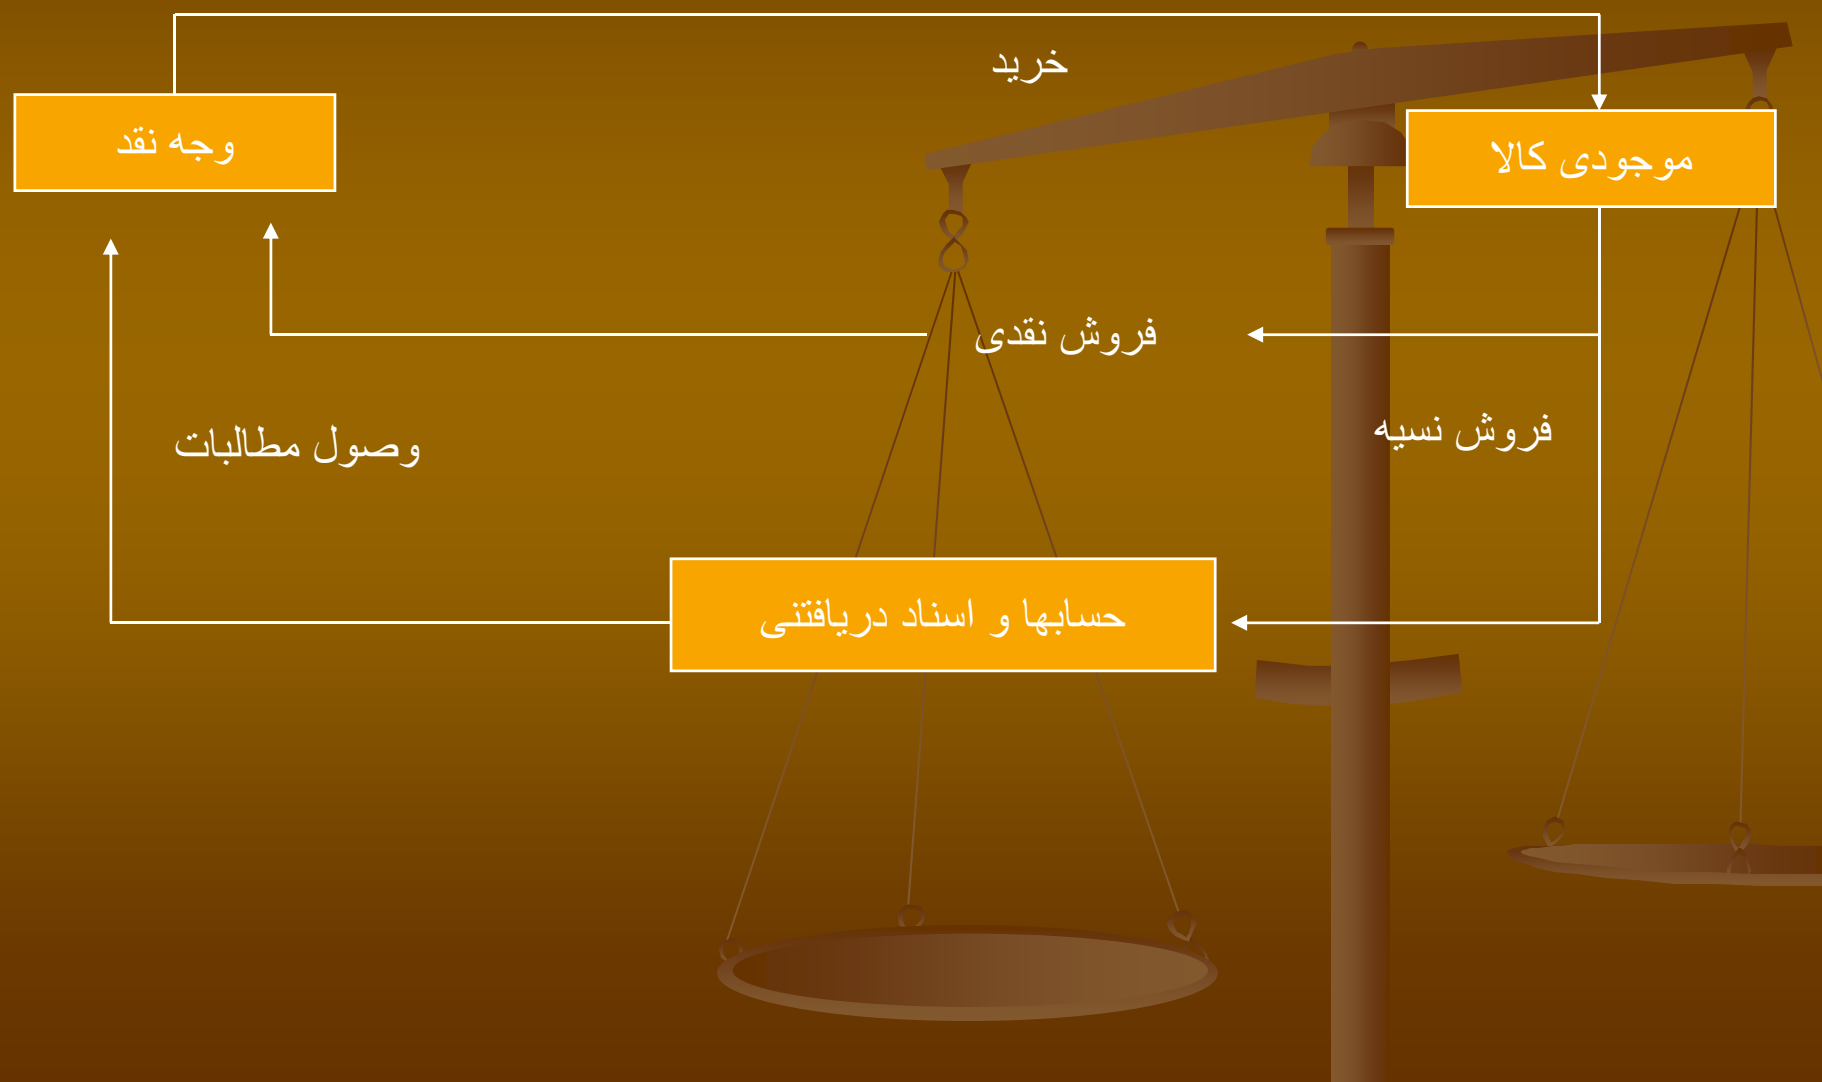 خرید
وجه نقد
موجودی کالا
فروش نقدی
فروش نسیه
وصول مطالبات
حسابها و اسناد دریافتنی